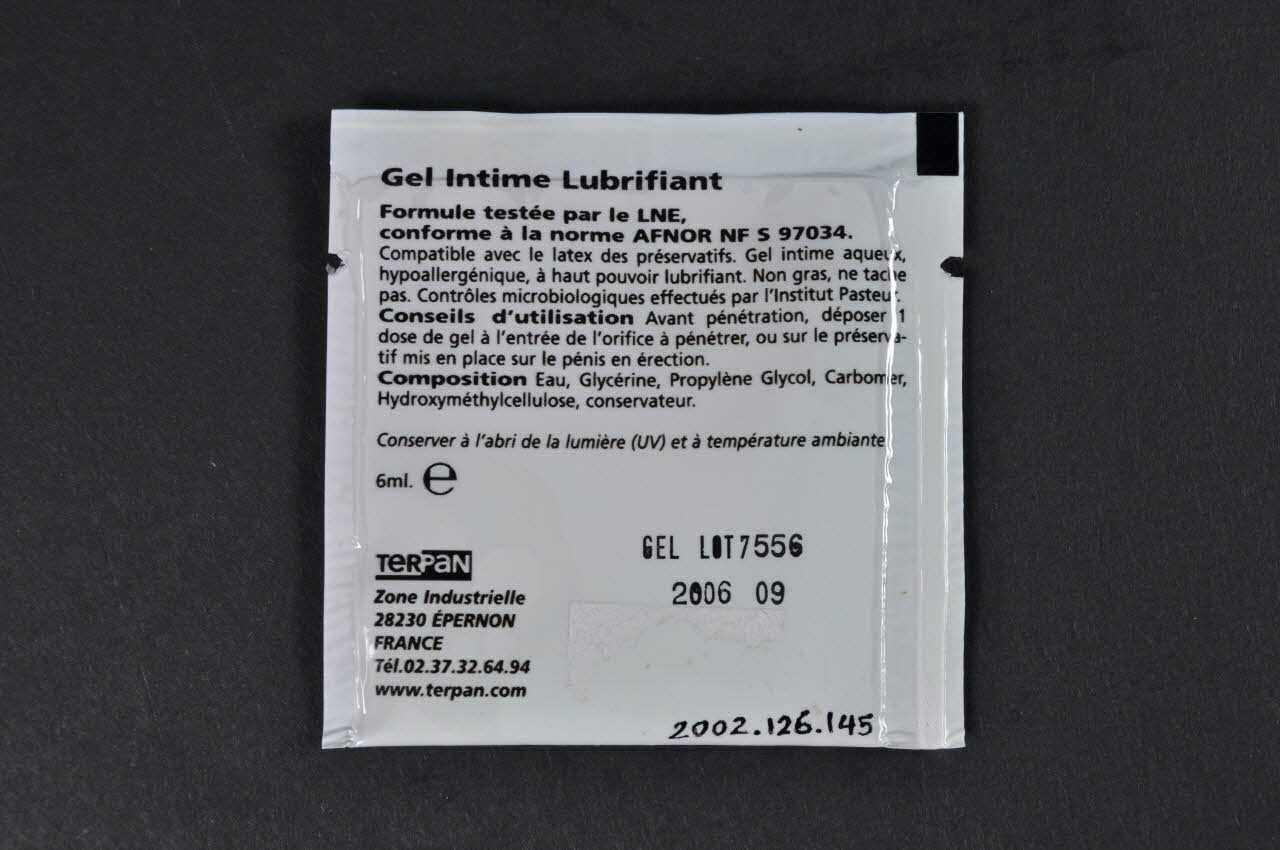 Gel Intime Lubrifiant
Formule testée par le LNE,
conforme à la norme AFNOR NF S 97034.
Compatible avec le latex des préservatifs. Gel intime aqueux,
hypoallergénique, à haut pouvoir lubrifiant. Non gras, ne tache
pas. Contrôles microbiologiques effectués par l'Institut Pasteur.
Conseils d'utilisation Avant pénétration, déposer 1
dose de gel à l'entrée de l'orifice à pénétrer, ou sur le préserva-
tif mis en place sur le pénis en érection.
Composition Eau, Glycérine, Propylène Glycol, Carbomer,
Hydroxyméthylcellulose, conservateur.
Conserver à l'abri de la lumière (UV) et à température ambiante.
6ml. ℮
GEL LOT7556
2006 09
TERPAN
Zone Industrielle
28230 ÉPERNON
FRANCE
Tél.02.37.32.64.94
www.terpan.com
2002.126.145